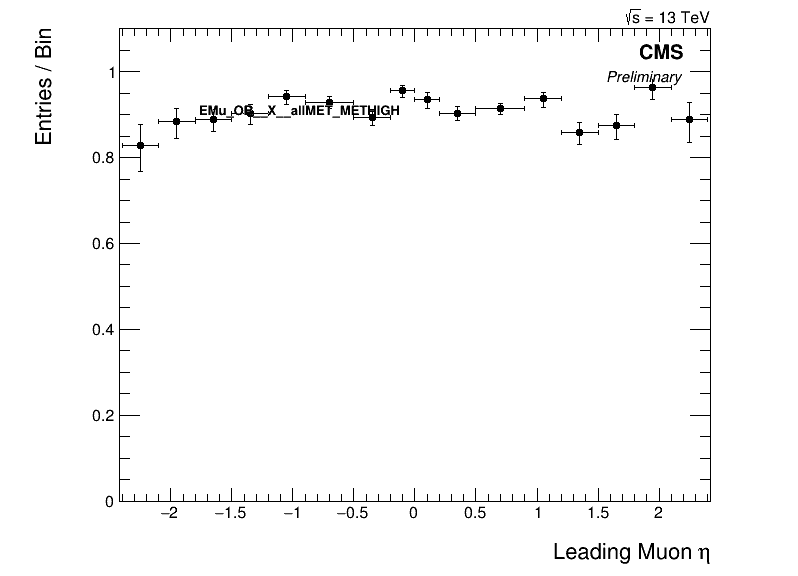 √s = 13 TeV
CMS
Preliminary
EMu_OR__X__allMET_METHIGH
Entries / Bin
1
0.8
0.6
0.4
0.2
0
−2 −1.5 −1 −0.5 0 0.5 1 1.5 2
Leading Muon η